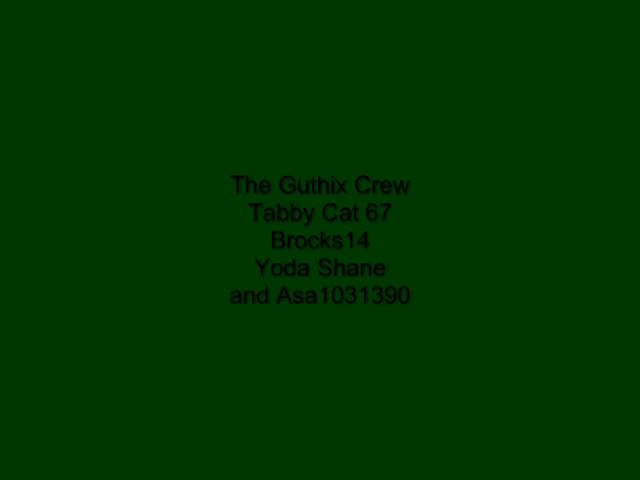 The Guthix Crew
Tabby Cat 67
Brocks14
Yoda Shane
and Asa1031390